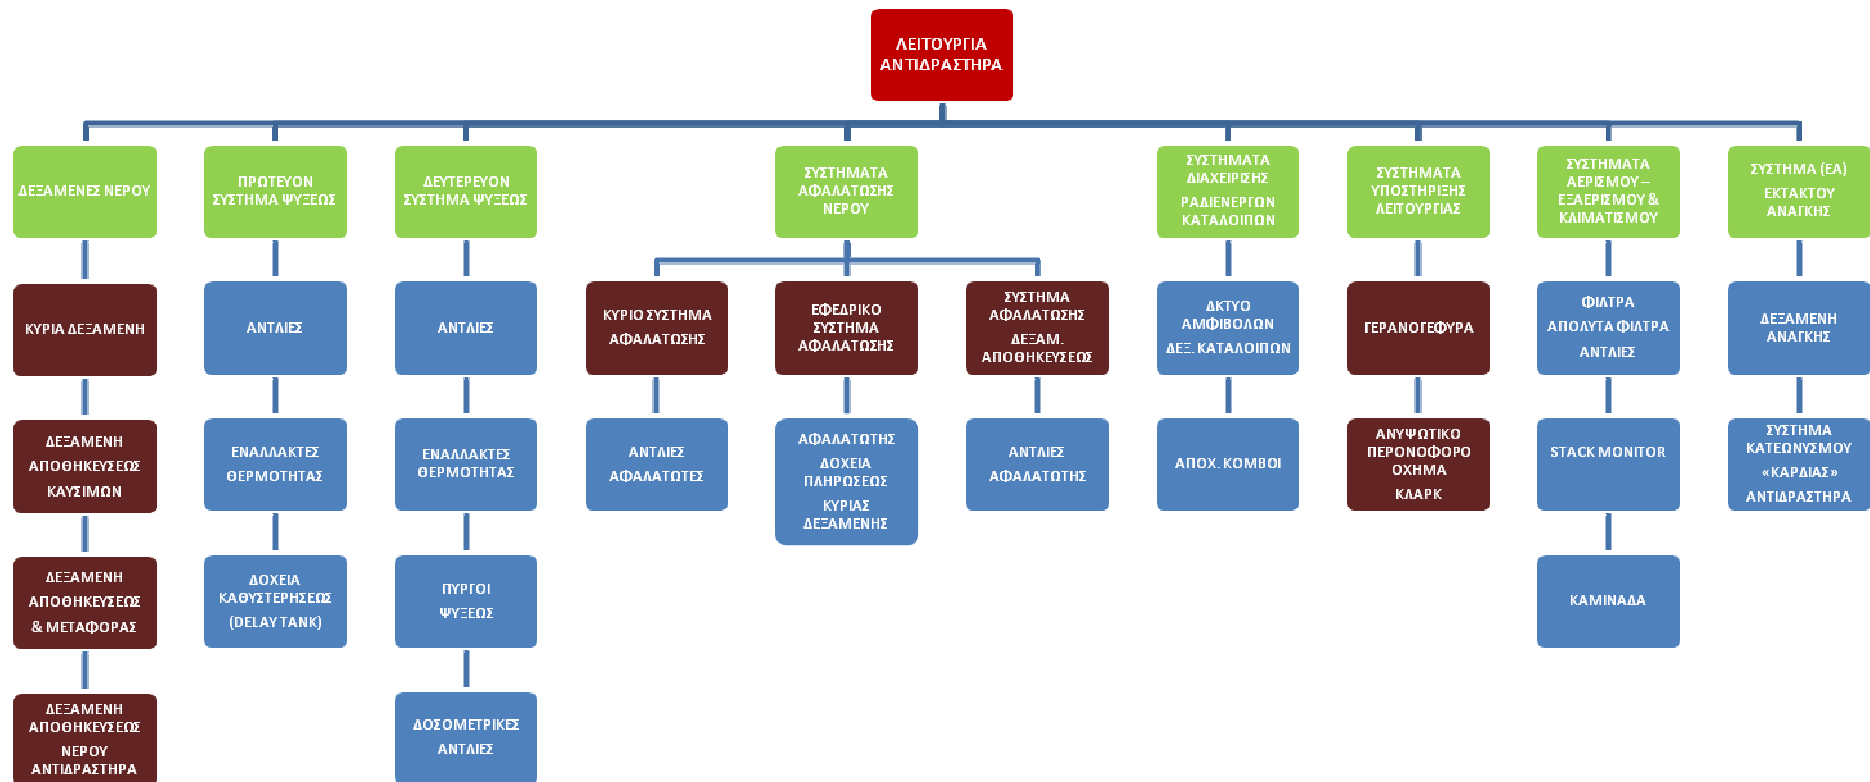 ΛΕΙΤΟΥΡΓΙΑ
ΑΝΤΙΔΡΑΣΤΗΡΑ
ΔΕΞΑΜΕΝΕΣ ΝΕΡΟΥ
ΠΡΩΤΕΥΟΝ
ΣΥΣΤΗΜΑ ΨΥΞΕΩΣ
ΔΕΥΤΕΡΕΥΟΝ
ΣΥΣΤΗΜΑ ΨΥΞΕΩΣ
ΣΥΣΤΗΜΑΤΑ
ΑΦΑΛΑΤΩΣΗΣ
ΝΕΡΟΥ
ΣΥΣΤΗΜΑΤΑ
ΔΙΑΧΕΙΡΙΣΗΣ
ΡΑΔΙΕΝΕΡΓΩΝ
ΚΑΤΑΛΟΙΠΩΝ
ΣΥΣΤΗΜΑΤΑ
ΥΠΟΣΤΗΡΙΞΗΣ
ΛΕΙΤΟΥΡΓΙΑΣ
ΣΥΣΤΗΜΑΤΑ
ΑΕΡΙΣΜΟΥ –
ΕΞΑΕΡΙΣΜΟΥ &
ΚΛΙΜΑΤΙΣΜΟΥ
ΣΥΣΤΗΜΑ (ΕΑ)
ΕΚΤΑΚΤΟΥ
ΑΝΑΓΚΗΣ
ΚΥΡΙΑ ΔΕΞΑΜΕΝΗ
ΑΝΤΛΙΕΣ
ΑΝΤΛΙΕΣ
ΚΥΡΙΟ ΣΥΣΤΗΜΑ
ΑΦΑΛΑΤΩΣΗΣ
ΕΦΕΔΡΙΚΟ
ΣΥΣΤΗΜΑ
ΑΦΑΛΑΤΩΣΗΣ
ΣΥΣΤΗΜΑ
ΑΦΑΛΑΤΩΣΗΣ
ΔΕΞΑΜ.
ΑΠΟΘΗΚΕΥΣΕΩΣ
ΔΚΤΥΟ
ΑΜΦΙΒΟΛΩΝ
ΔΕΞ. ΚΑΤΑΛΟΙΠΩΝ
ΓΕΡΑΝΟΓΕΦΥΡΑ
ΦΙΛΤΡΑ
ΑΠΟΛΥΤΑ ΦΙΛΤΡΑ
ΑΝΤΛΙΕΣ
ΔΕΞΑΜΕΝΗ
ΑΝΑΓΚΗΣ
ΔΕΞΑΜΕΝΗ
ΑΠΟΘΗΚΕΥΣΕΩΣ
ΚΑΥΣΙΜΩΝ
ΕΝΑΛΛΑΚΤΕΣ
ΘΕΡΜΟΤΗΤΑΣ
ΕΝΑΛΛΑΚΤΕΣ
ΘΕΡΜΟΤΗΤΑΣ
ΑΝΤΛΙΕΣ
ΑΦΑΛΑΤΩΤΕΣ
ΑΦΑΛΑΤΩΤΗΣ
ΔΟΧΕΙΑ
ΠΛΗΡΩΣΕΩΣ
ΚΥΡΙΑΣ
ΔΕΞΑΜΕΝΗΣ
ΑΝΤΛΙΕΣ
ΑΦΑΛΑΤΩΤΗΣ
ΑΠΟΧ. ΚΟΜΒΟΙ
ΑΝΥΨΩΤΙΚΟ
ΠΕΡΟΝΟΦΟΡΟ
ΟΧΗΜΑ
ΚΛΑΡΚ
STACK MONITOR
ΣΥΣΤΗΜΑ
ΚΑΤΕΩΝΥΣΜΟΥ
«ΚΑΡΔΙΑΣ»
ΑΝΤΙΔΡΑΣΤΗΡΑ
ΔΕΞΑΜΕΝΗ
ΑΠΟΘΗΚΕΥΣΕΩΣ
& ΜΕΤΑΦΟΡΑΣ
ΔΟΧΕΙΑ
ΚΑΘΥΣΤΕΡΗΣΕΩΣ
(DELAY TANK)
ΠΥΡΓΟΙ
ΨΥΞΕΩΣ
ΚΑΜΙΝΑΔΑ
ΔΕΞΑΜΕΝΗ
ΑΠΟΘΗΚΕΥΣΕΩΣ
ΝΕΡΟΥ
ΑΝΤΙΔΡΑΣΤΗΡΑ
ΔΟΣΟΜΕΤΡΙΚΕΣ
ΑΝΤΛΙΕΣ